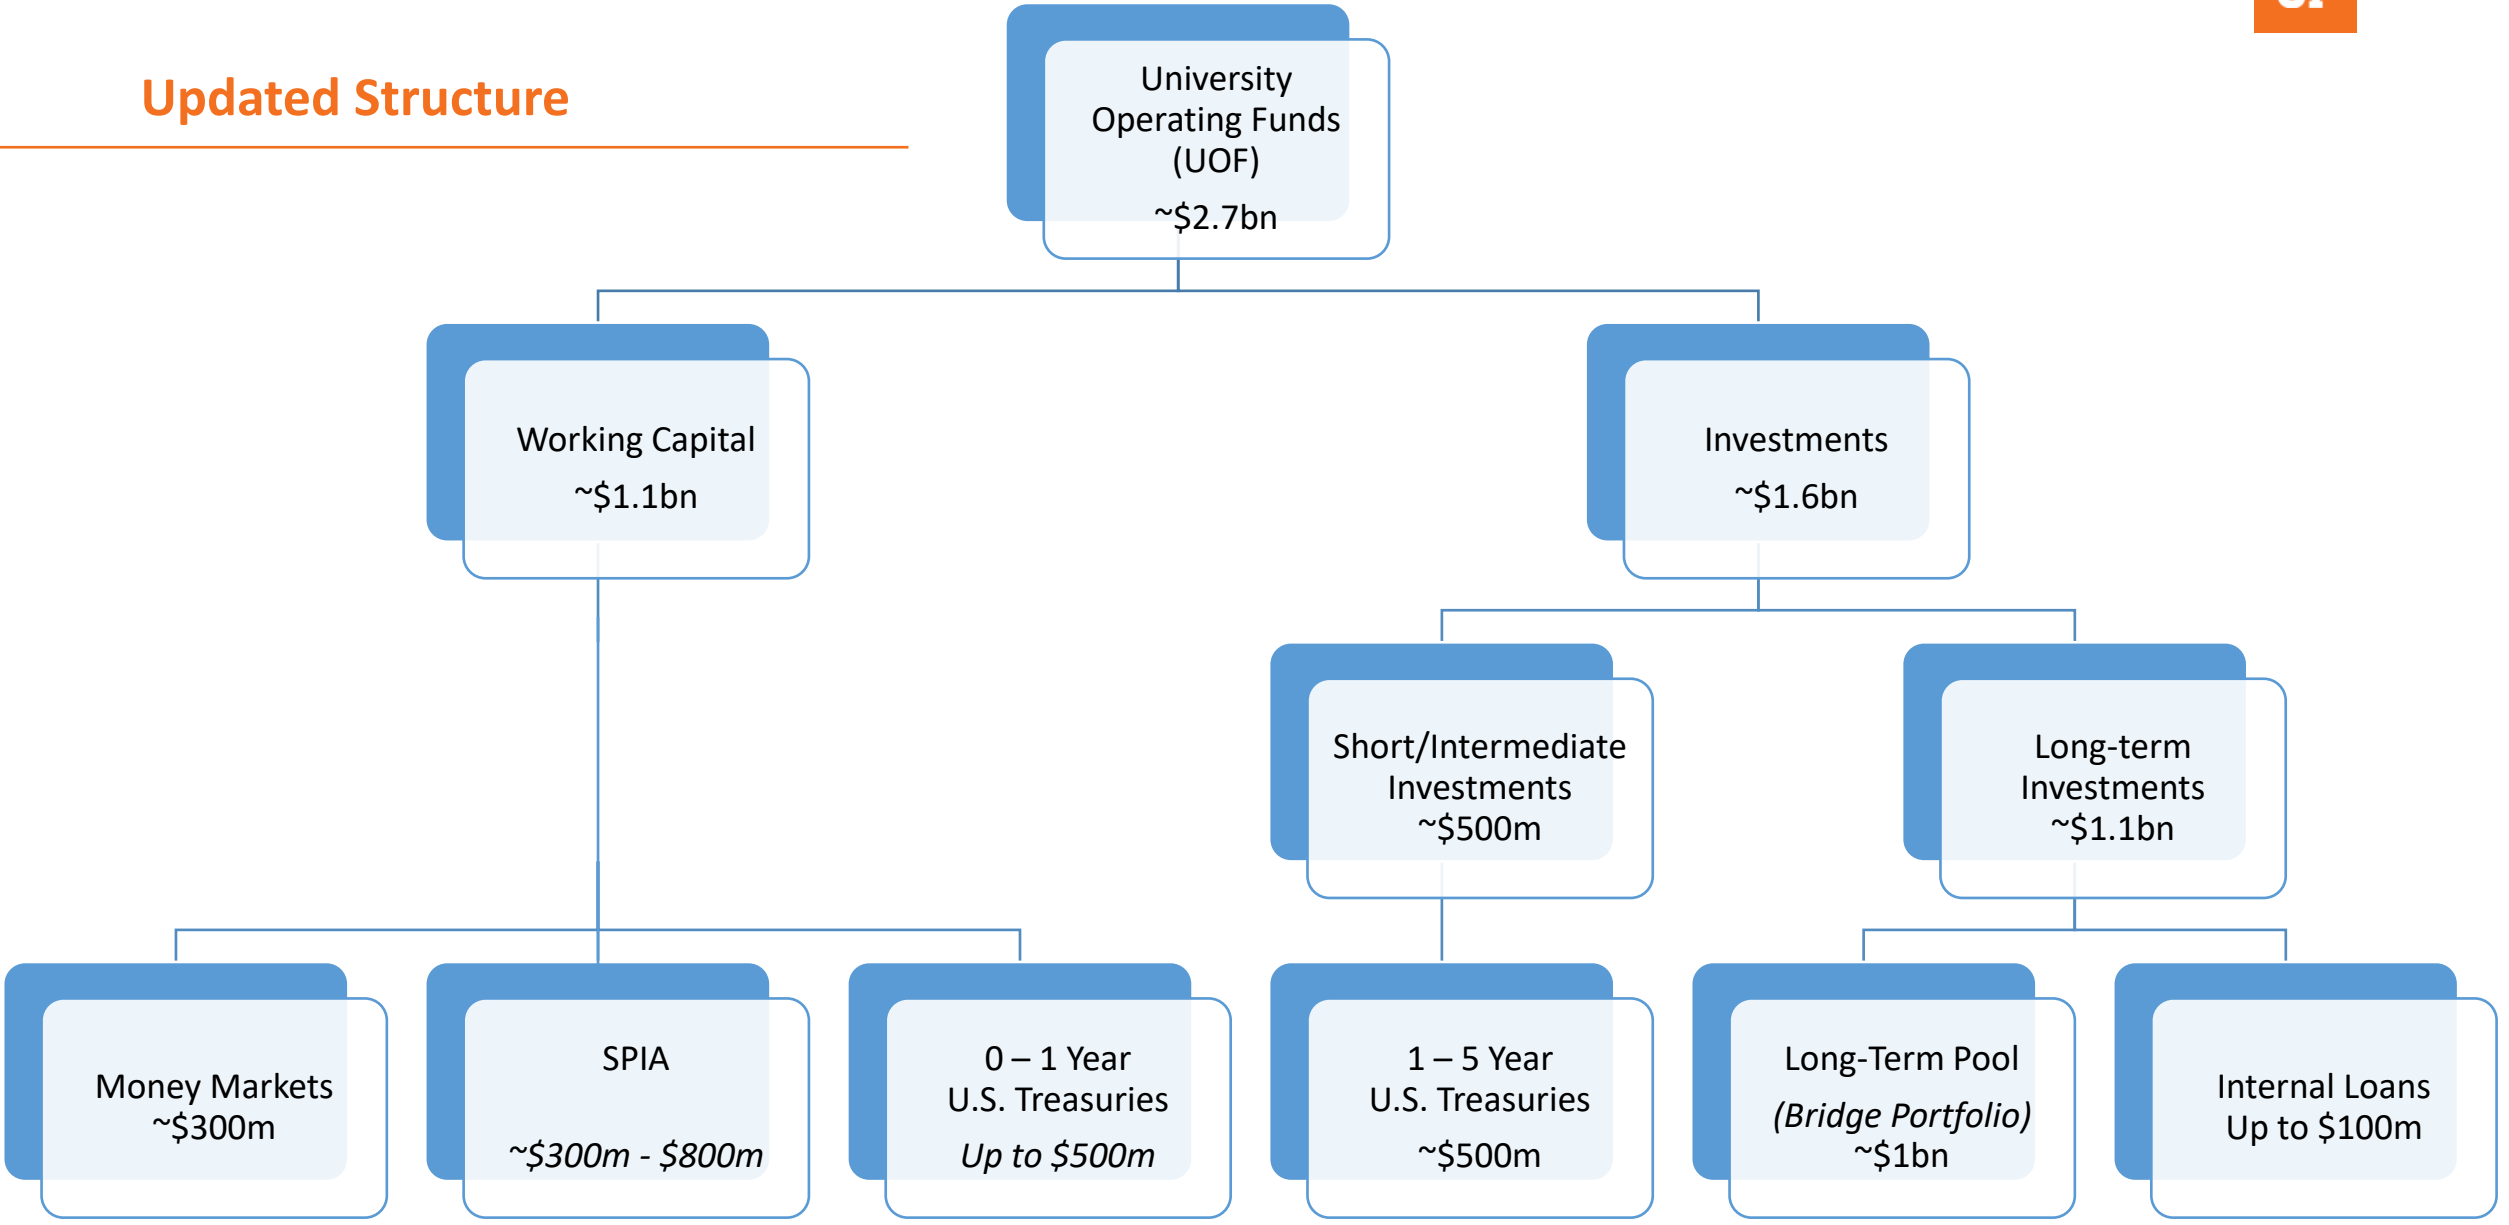 Updated Structure
University
Operating Funds
(UOF)
~$2.7bn
Working Capital
~$1.1bn
Investments
~$1.6bn
Short/Intermediate
Investments
~$500m
Long-term
Investments
~$1.1bn
Money Markets
~$300m
SPIA
~$300m - $800m
0 – 1 Year
U.S. Treasuries
Up to $500m
1 – 5 Year
U.S. Treasuries
~$500m
Long-Term Pool
(Bridge Portfolio)
~$1bn
Internal Loans
Up to $100m